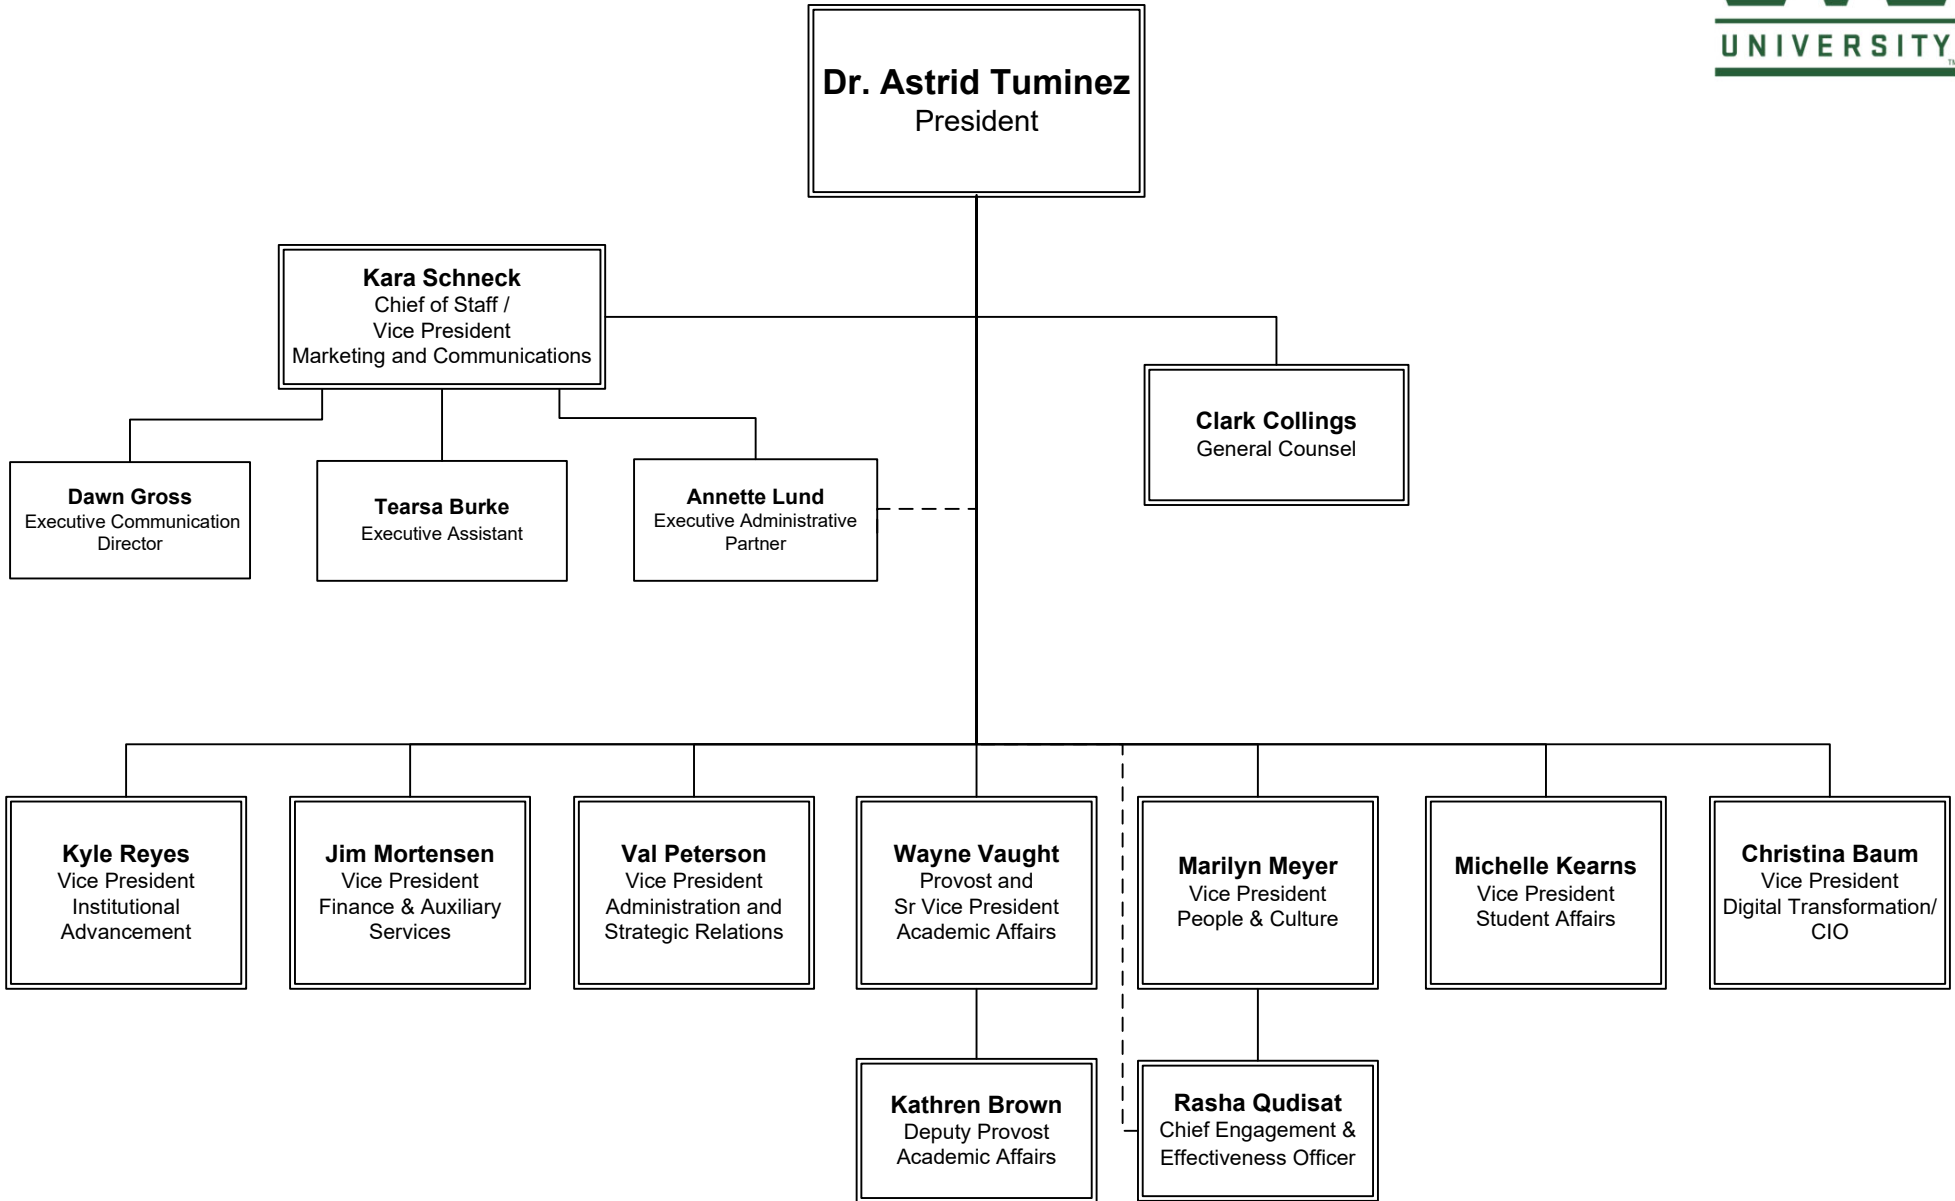 UNIVERSITY
TM
Dr. Astrid Tuminez
President
Kara Schneck
Chief of Staff /
Vice President
Marketing and Communications
Clark Collings
General Counsel
Dawn Gross
Executive Communication
Director
Tearsa Burke
Executive Assistant
Annette Lund
Executive Administrative
Partner
Kyle Reyes
Vice President
Institutional
Advancement
Jim Mortensen
Vice President
Finance & Auxiliary
Services
Val Peterson
Vice President
Administration and
Strategic Relations
Wayne Vaught
Provost and
Sr Vice President
Academic Affairs
Marilyn Meyer
Vice President
People & Culture
Michelle Kearns
Vice President
Student Affairs
Christina Baum
Vice President
Digital Transformation/
CIO
Kathren Brown
Deputy Provost
Academic Affairs
Rasha Qudisat
Chief Engagement &
Effectiveness Officer